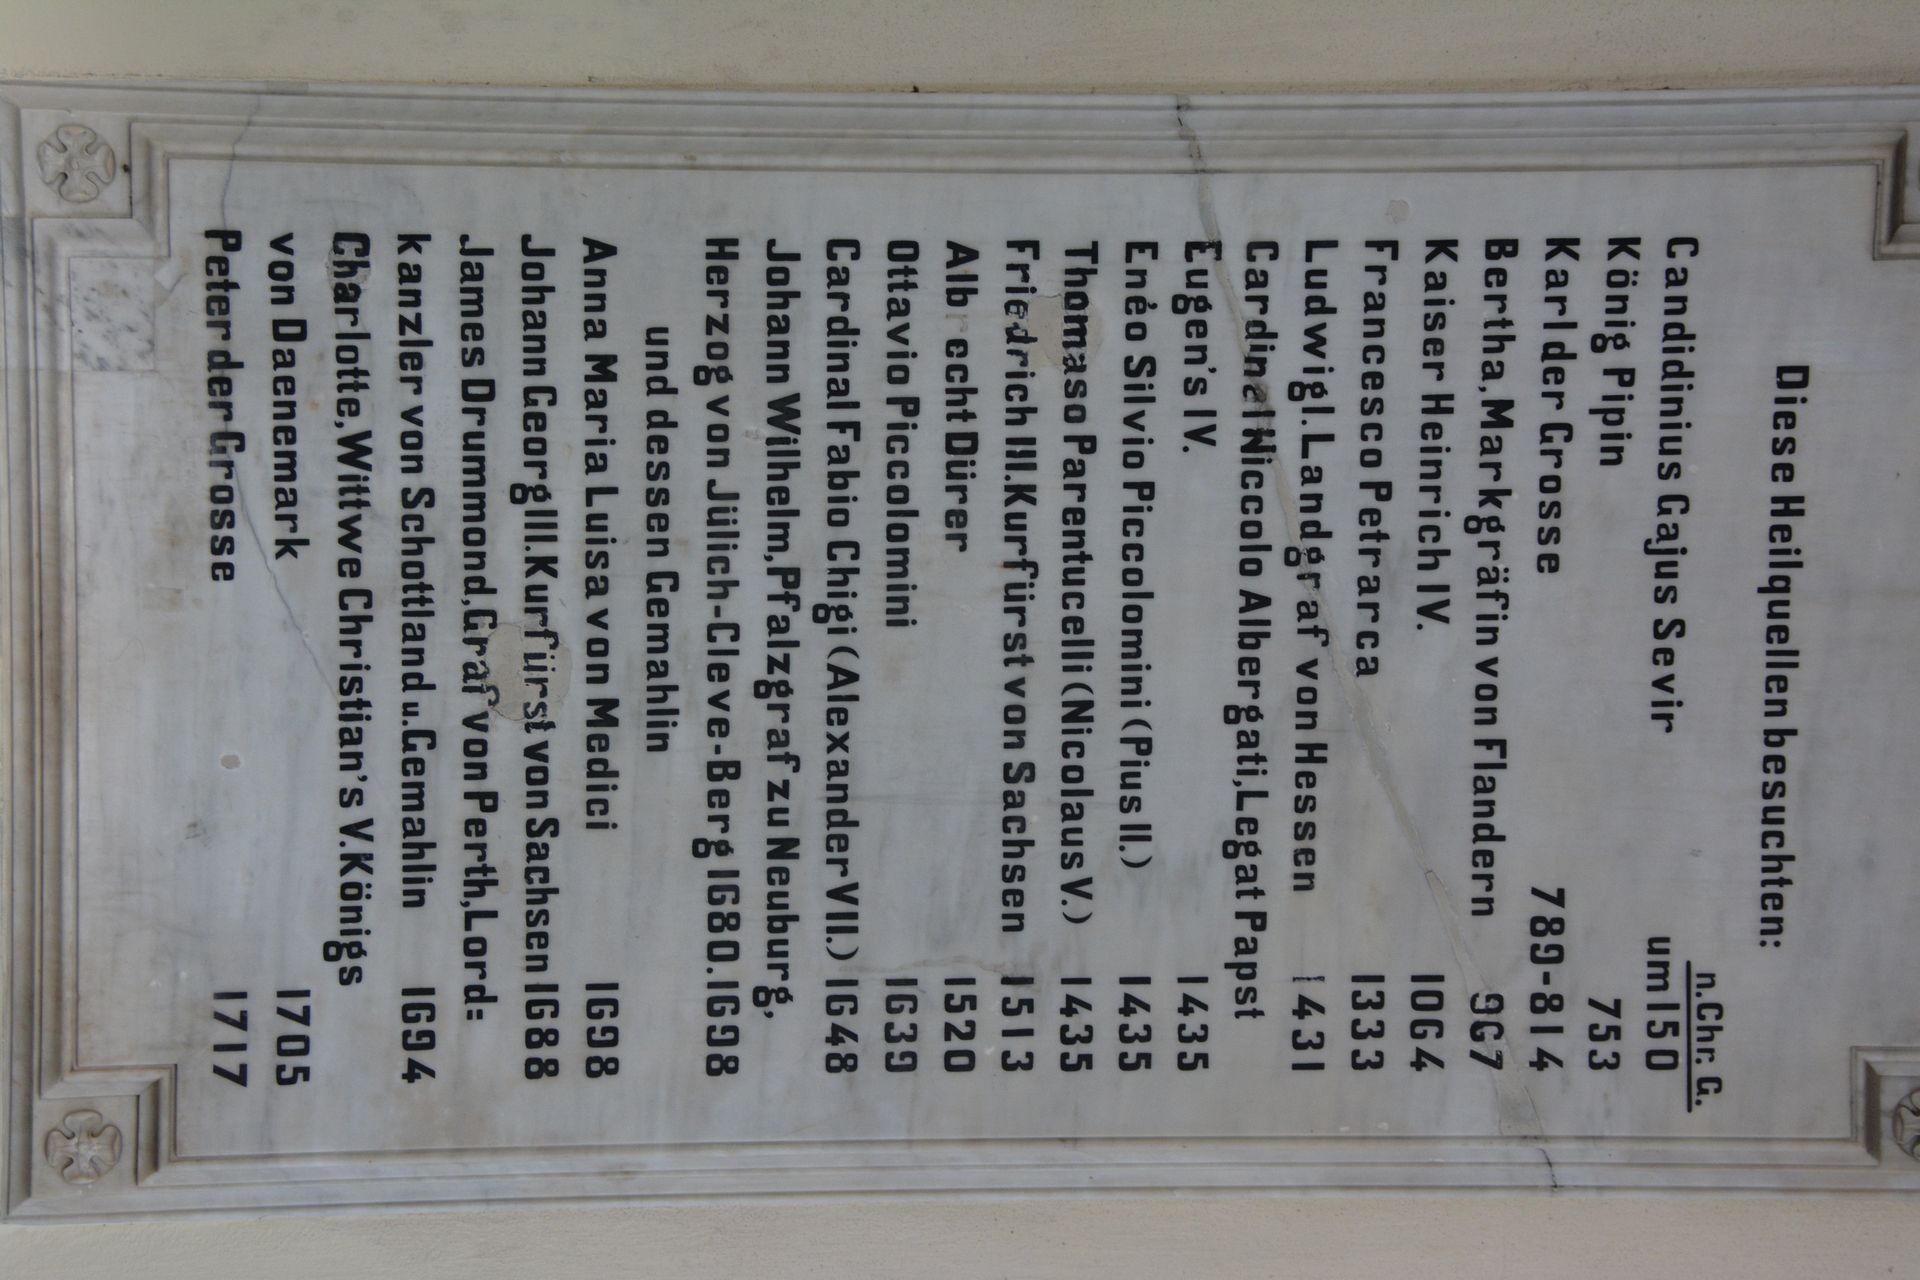 Diese Heilquellen besuchten:
n. Chr. G.
Candidinius Gajus Sevir um 150
König Pipin 753
Karl der Grosse 789-814
Bertha, Markgräfin von Flandern 967
Kaiser Heinrich IV. 1064
Francesco Petrarca 1333
Ludwig I. Landgraf von Hessen 1431
Cardinal Niccolo Albergati, Legat Papst
Eugen's IV. 1435
Enéo Silvio Piccolomini (Pius II.) 1435
Thomaso Parentucelli (Nicolaus V.) 1435
Friedrich III. Kurfürst von Sachsen 1513
Albrecht Dürer 1520
Ottavio Piccolomini 1639
Cardinal Fabio Chigi (Alexander VIII.) 1648
Johann Wilhelm, Pfalzgraf zu Neuburg,
Herzog von Jülich-Cleve-Berg 1680. 1698
und dessen Gemahlin
Anna Maria Luisa von Medici 1698
Johann Georg III. Kurfürst von Sachsen 1688
James Drummond, Graf von Perth, Lord=
kanzler von Schottland u. Gemahlin 1694
Charlotte, Wittwe Christian's V. Königs
von Daenemark 1705
Peter der Grosse 1717